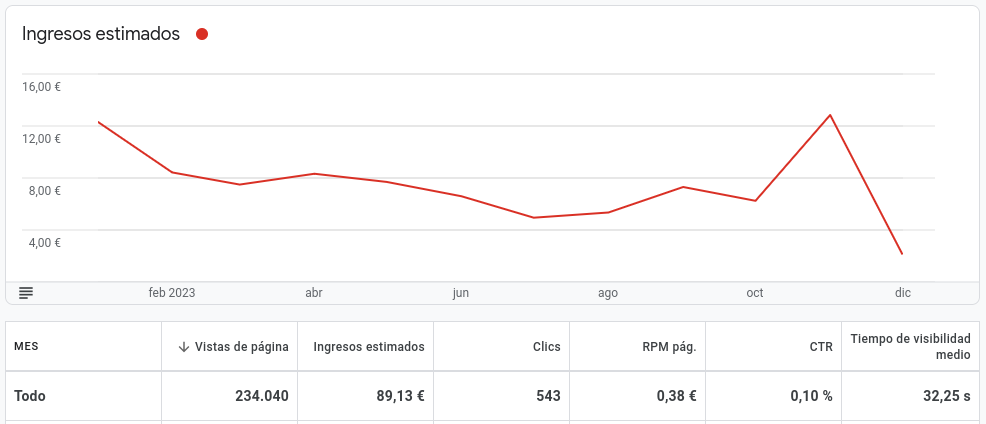 Ingresos estimados
16,00 €
12,00 €
8,00 €
4,00 €
feb 2023 abr jun ago oct dic
MES Vistas de página Ingresos estimados Clics RPM pág. CTR Tiempo de visibilidad medio
Todo 234.040 89,13 € 543 0,38 € 0,10 % 32,25 s